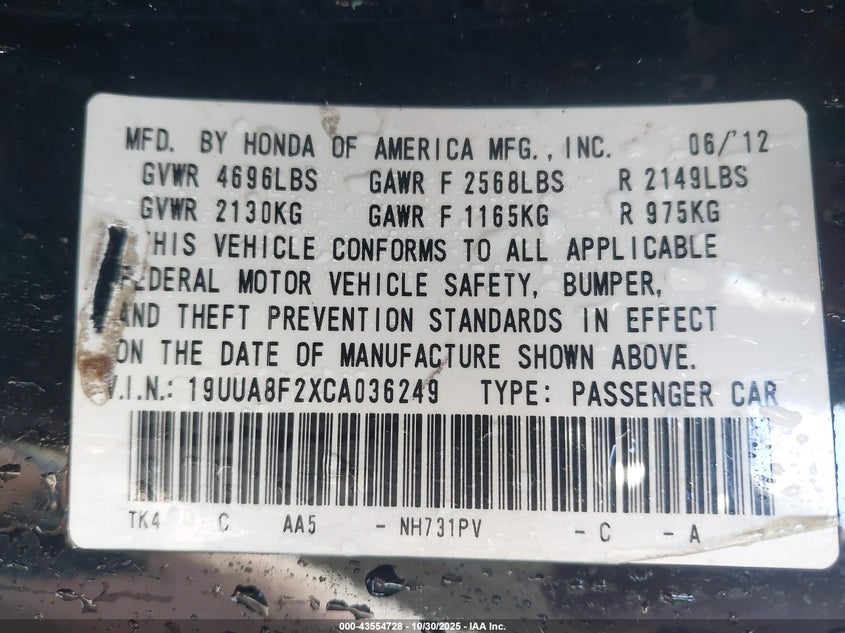 MFD. BY HONDA OF AMERICA MFG., INC. 06/'12
GVWR 4696LBS GAWR F 2568LBS R 2149LBS
GVWR 2130KG GAWR F 1165KG R 975KG
THIS VEHICLE CONFORMS TO ALL APPLICABLE
FEDERAL MOTOR VEHICLE SAFETY, BUMPER,
AND THEFT PREVENTION STANDARDS IN EFFECT
ON THE DATE OF MANUFACTURE SHOWN ABOVE.
V.I.N.: 19UUA8F2XCA036249 TYPE: PASSENGER CAR
TK4 C AA5 - NH731PV - C - A
000-43554728 - 10/30/2025 - IAA Inc.